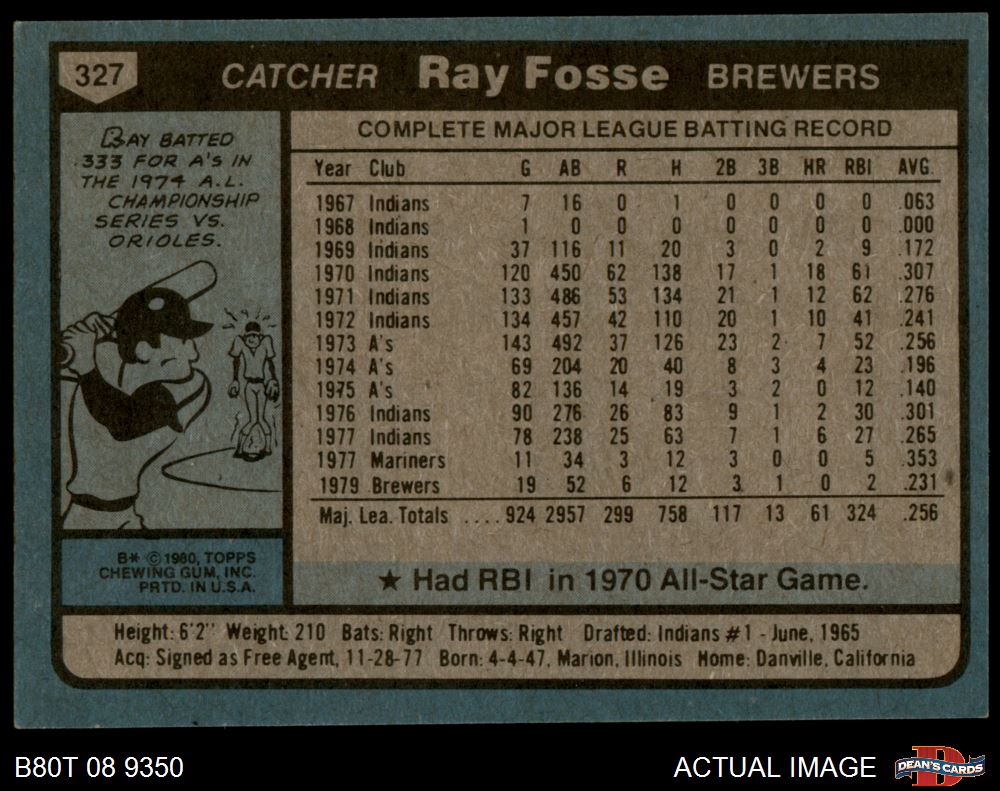 327
CATCHER Ray Fosse BREWERS
RAY BATTED
.333 FOR A'S IN
THE 1974 A.L.
CHAMPIONSHIP
SERIES VS.
ORIOLES.
COMPLETE MAJOR LEAGUE BATTING RECORD
Year Club G AB R H 2B 3B HR RBI AVG.
1967 Indians 7 16 0 1 0 0 0 0 .063
1968 Indians 1 0 0 0 0 0 0 0 .000
1969 Indians 37 116 11 20 3 0 2 9 .172
1970 Indians 120 450 62 138 17 1 18 61 .307
1971 Indians 133 486 53 134 21 1 12 62 .276
1972 Indians 134 457 42 110 20 1 10 41 .241
1973 A's 143 492 37 126 23 2 7 52 .256
1974 A's 69 204 20 40 8 3 4 23 .196
1975 A's 82 136 14 19 3 2 0 12 .140
1976 Indians 90 276 26 83 9 1 2 30 .301
1977 Indians 78 238 25 63 7 1 6 27 .265
1977 Mariners 11 34 3 12 3 0 0 5 .353
1979 Brewers 19 52 6 12 3 1 0 2 .231
Maj. Lea. Totals ....924 2957 299 758 117 13 61 324 .256
B* © 1980, TOPPS
CHEWING GUM, INC.
PRTD. IN U.S.A.
★ Had RBI in 1970 All-Star Game.
Height: 6'2" Weight: 210 Bats: Right Throws: Right Drafted: Indians #1 - June, 1965
Acq: Signed as Free Agent, 11-28-77 Born: 4-4-47, Marion, Illinois Home: Danville, California
B80T 08 9350
ACTUAL IMAGE
DEAN'S CARDS